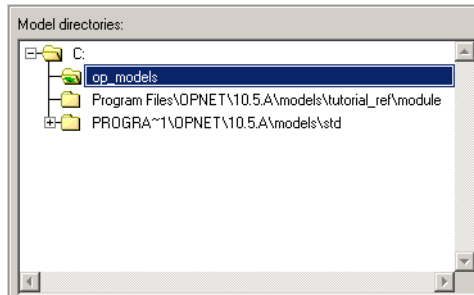 Model directories:
C:
op_models
Program Files\OPNET\10.5.A\models\tutorial_ref\module
PROGRA~1\OPNET\10.5.A\models\std